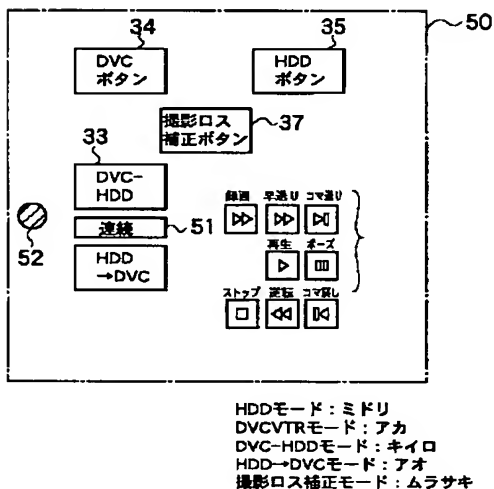 34
35
50
DVC
ボタン
HDD
ボタン
撮影ロス
補正ボタン
37
33
DVC-
HDD
連続
51
HDD
→DVC
52
録画 早送り コマ送り
再生 ポーズ
ストップ 逆転 コマ戻し
HDDモード：ミドリ
DVCVTRモード：アカ
DVC-HDDモード：キイロ
HDD→DVCモード：アオ
撮影ロス補正モード：ムラサキ